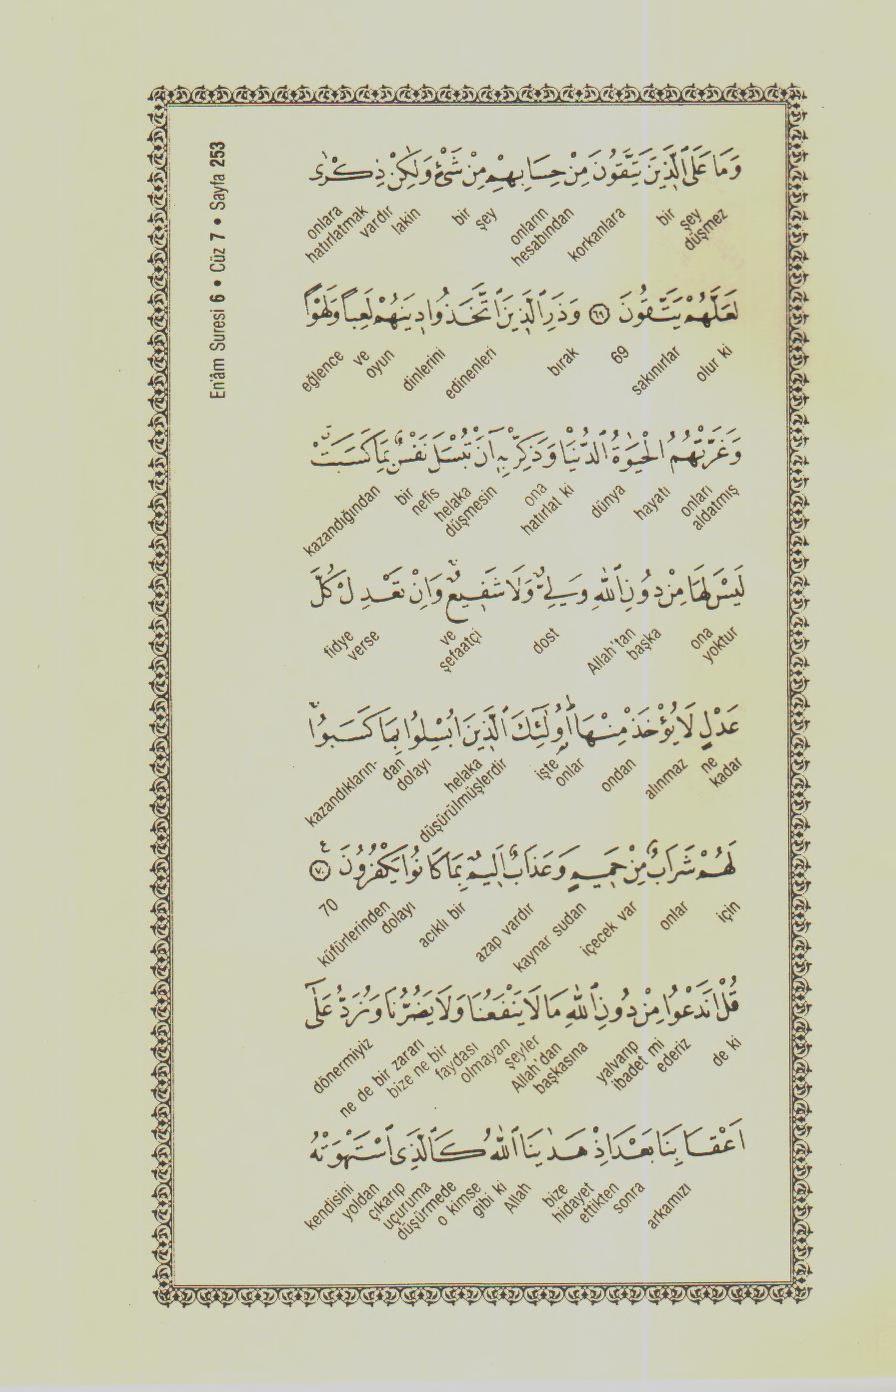 En'âm Suresi 6 • Cüz 7 • Sayfa 253
وَمَا عَلَى الَّذِينَ يَتَّقُونَ مِنْ حِسَابِهِمْ مِنْ شَيْءٍ وَلٰكِنْ ذِكْرٰى
bir şey düşmez korkanlara onların hesabından bir şey lakin onlara hatırlatmak vardır
لَعَلَّهُمْ يَتَّقُونَ ﴿٦٩﴾ وَذَرِ الَّذِينَ اتَّخَذُوا دِينَهُمْ لَعِبًا وَلَهْوًا
olur ki sakınırlar 69 bırak edinenleri dinlerini oyun ve eğlence
وَغَرَّتْهُمُ الْحَيٰوةُ الدُّنْيَا وَذَكِّرْ بِهِ اَنْ تُبْسَلَ نَفْسٌ بِمَا كَسَبَتْ
onları aldatmış hayatı dünya ona hatırlat ki helaka düşmesin bir nefis kazandığından
لَيْسَ لَهَا مِنْ دُونِ اللّٰهِ وَلِيٌّ وَلَا شَفِيعٌ وَاِنْ تَعْدِلْ كُلَّ
ona yoktur Allah'tan başka dost ve şefaatçi fidye verse
عَدْلٍ لَا يُؤْخَذْ مِنْهَا اُولٰئِكَ الَّذِينَ اُبْسِلُوا بِمَا كَسَبُوا
ne kadar alınmaz ondan işte onlar helaka düşürülmüşlerdir kazandıkların- dan dolayı
لَهُمْ شَرَابٌ مِنْ حَمِيمٍ وَعَذَابٌ اَلِيمٌ بِمَا كَانُوا يَكْفُرُونَ ﴿٧٠﴾
için onlar içecek var kaynar sudan azap vardır acıklı bir küfürlerinden dolayı 70
قُلْ اَنَدْعُوا مِنْ دُونِ اللّٰهِ مَا لَا يَنْفَعُنَا وَلَا يَضُرُّنَا وَنُرَدُّ عَلٰٓى
de ki yalvarıp ibadet mi ederiz Allah'dan başkasına faydası olmayan şeyler ne de bir zararı bize ne bir dönermiyiz
اَعْقَابِنَا بَعْدَ اِذْ هَدٰينَا اللّٰهُ كَالَّذِى اسْتَهْوَتْهُ
arkamızı bize hidayet ettikten sonra Allah o kimse gibi ki kendisini yoldan çıkarıp uçuruma düşürmede